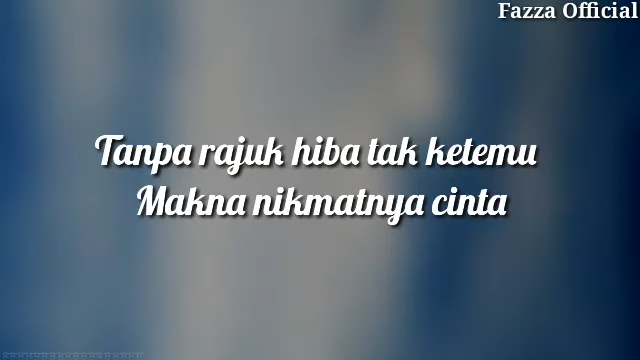 Fazza Official
Tanpa rajuk hiba tak ketemu
Makna nikmatnya cinta